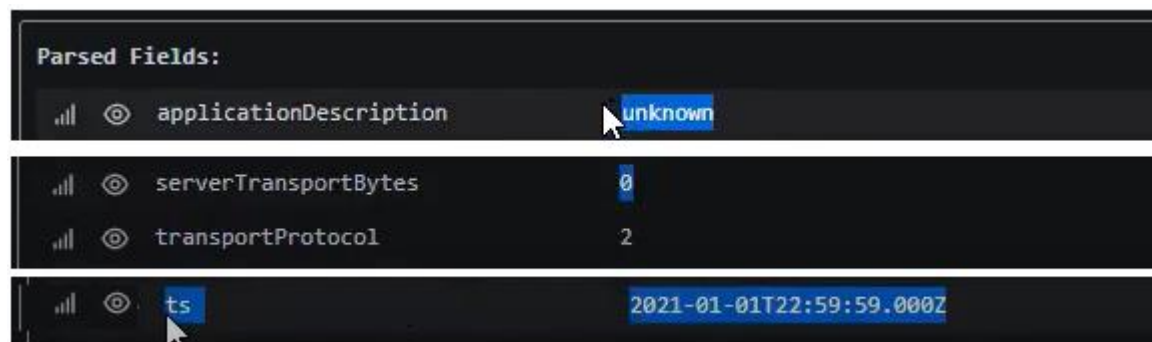 Parsed Fields:
applicationDescription unknown
serverTransportBytes 0
transportProtocol 2
ts 2021-01-01T22:59:59.000Z